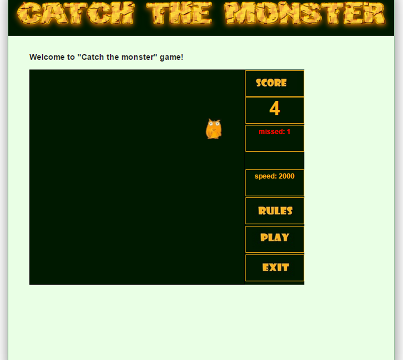 CATCH THE MONSTER
Welcome to "Catch the monster" game!
SCORE
4
missed: 1
speed: 2000
RULES
PLAY
EXIT